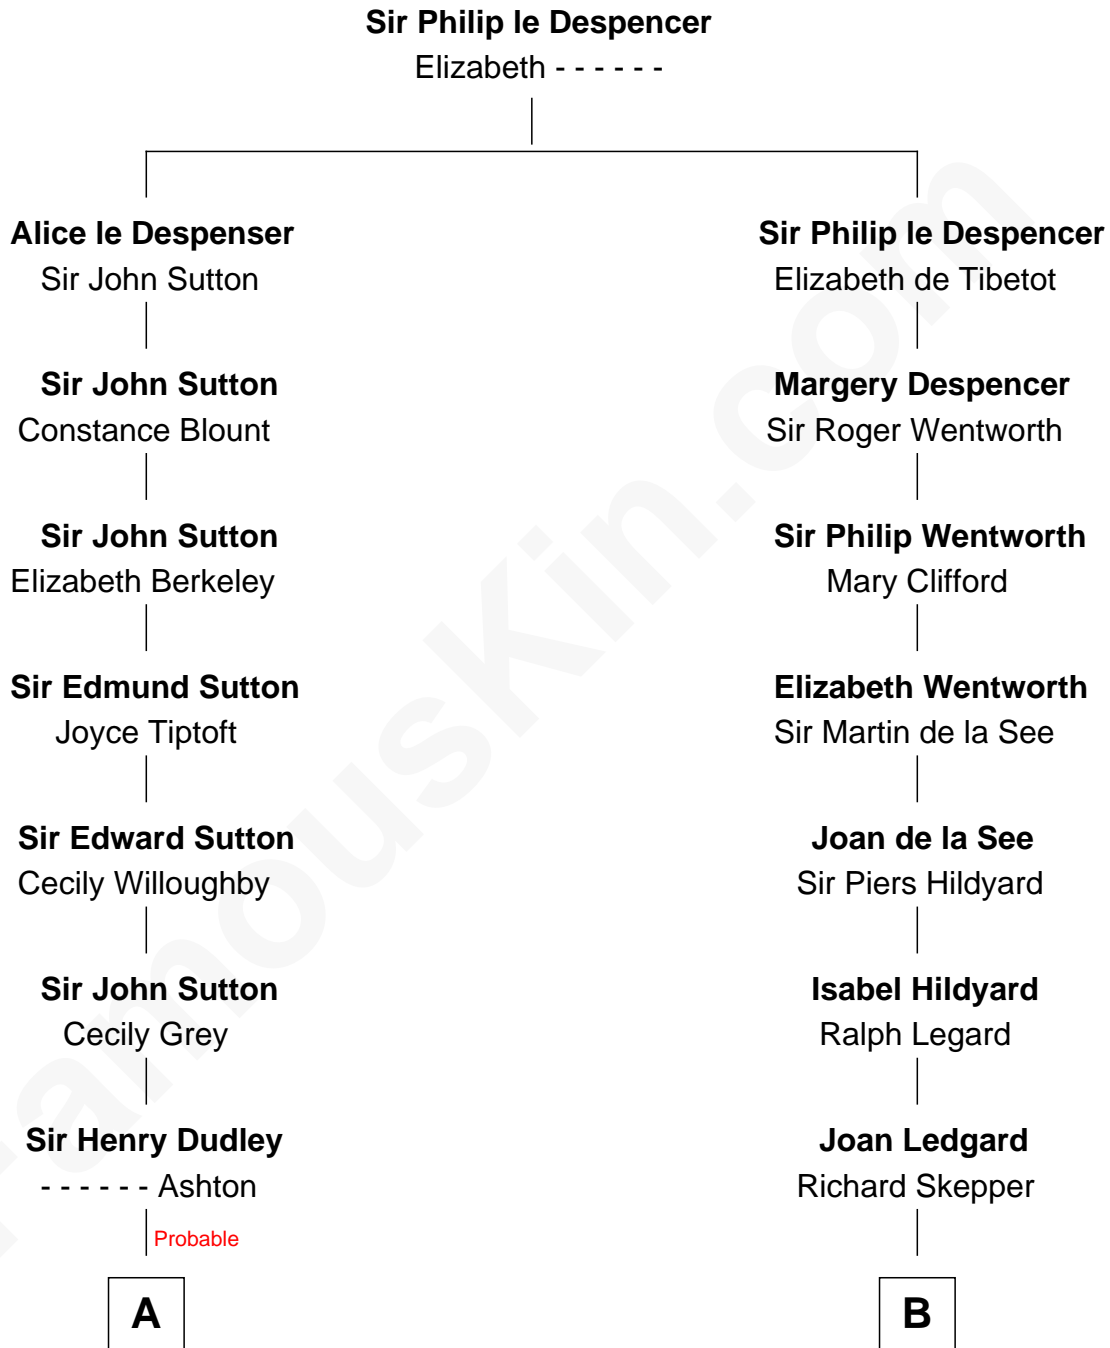 Sir Philip le Despencer
Elizabeth - - - - - -
Alice le Despenser
Sir John Sutton
Sir John Sutton
Constance Blount
Sir John Sutton
Elizabeth Berkeley
Sir Edmund Sutton
Joyce Tiptoft
Sir Edward Sutton
Cecily Willoughby
Sir John Sutton
Cecily Grey
Sir Henry Dudley
- - - - - - Ashton
Probable
A
Sir Philip le Despencer
Elizabeth de Tibetot
Margery Despencer
Sir Roger Wentworth
Sir Philip Wentworth
Mary Clifford
Elizabeth Wentworth
Sir Martin de la See
Joan de la See
Sir Piers Hildyard
Isabel Hildyard
Ralph Legard
Joan Ledgard
Richard Skepper
B
FamousKin.com